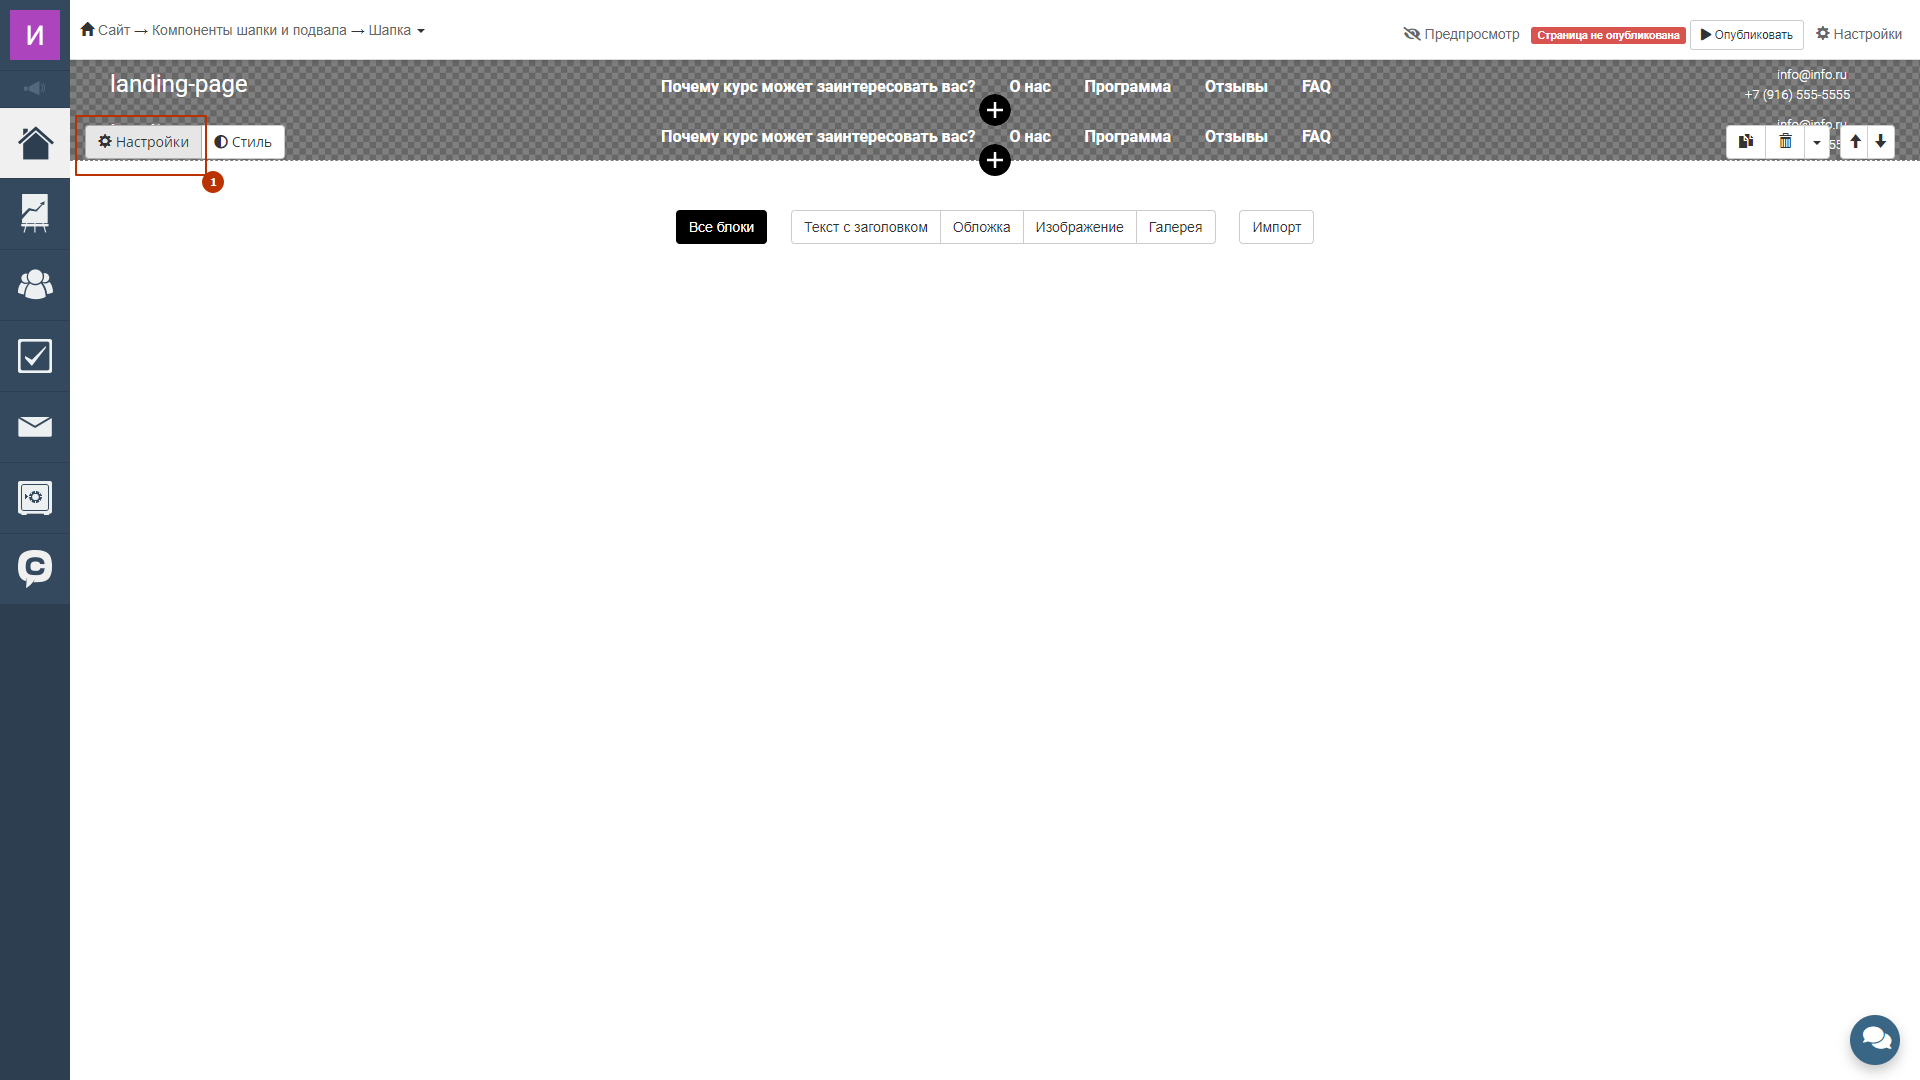 И
Сайт → Компоненты шапки и подвала → Шапка
Предпросмотр
Страница не опубликована
Опубликовать
Настройки
landing-page
Почему курс может заинтересовать вас? О нас Программа Отзывы FAQ
info@info.ru
+7 (916) 555-5555
Настройки
Стиль
1
Почему курс может заинтересовать вас? О нас Программа Отзывы FAQ
info@info.ru
Все блоки
Текст с заголовком
Обложка
Изображение
Галерея
Импорт
C